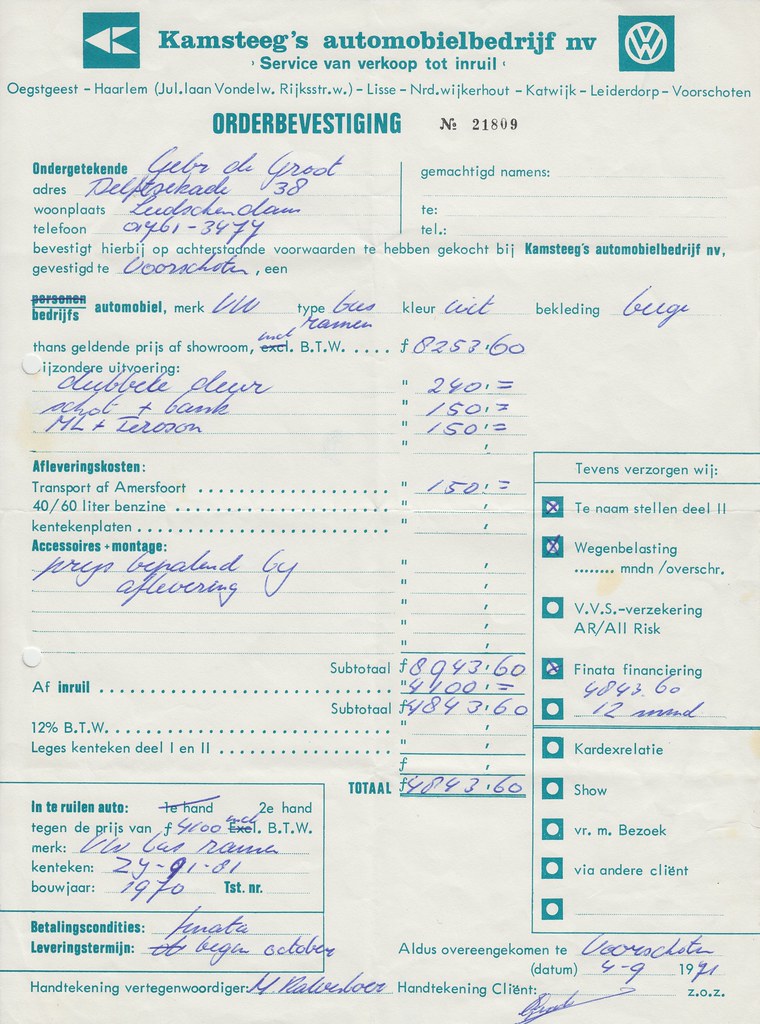 Kamsteeg's automobielbedrijf nv
› Service van verkoop tot inruil ‹
Oegstgeest – Haarlem (Jul.laan Vondelw. Rijksstr.w.) – Lisse – Nrd.wijkerhout – Katwijk – Leiderdorp – Voorschoten
ORDERBEVESTIGING № 21809
Ondergetekende Gebr de Groot gemachtigd namens:
adres Delftsekade 38
woonplaats Leidschendam te:
telefoon 01761-3477 tel.:
bevestigt hierbij op achterstaande voorwaarden te hebben gekocht bij Kamsteeg's automobielbedrijf nv,
gevestigd te Voorschoten, een
personen
bedrijfs automobiel, merk VW type bus ramen kleur wit bekleding beige
thans geldende prijs af showroom, excl. incl B.T.W. ..... f 8253.60
ijzondere uitvoering:
dubbele deur " 240.=
schot + bank " 150.=
ML + Teroson " 150.=
"
Afleveringskosten:
Transport af Amersfoort " 150.=
40/60 liter benzine "
kentekenplaten "
Accessoires + montage:
prijs bepalend bij "
aflevering "
"
"
"
Subtotaal f 8943.60
Af inruil " 4100.=
Subtotaal f 4843.60
12% B.T.W. "
Leges kenteken deel I en II "
f
TOTAAL f 4843.60
Tevens verzorgen wij:
X Te naam stellen deel II
X Wegenbelasting
........ mndn /overschr.
V.V.S.-verzekering
AR/All Risk
X Finata financiering
4843.60
12 mnd
Kardexrelatie
Show
vr. m. Bezoek
via andere cliënt
In te ruilen auto: 1e hand 2e hand
tegen de prijs van f 4100 Excl. incl B.T.W.
merk: VW bus ramen
kenteken: ZY-91-81
bouwjaar: 1970 Tst. nr.
Betalingscondities: finata
Leveringstermijn: begin october
Aldus overeengekomen te Voorschoten
(datum) 4-9 1971
Handtekening vertegenwoordiger: Handtekening Cliënt: z.o.z.